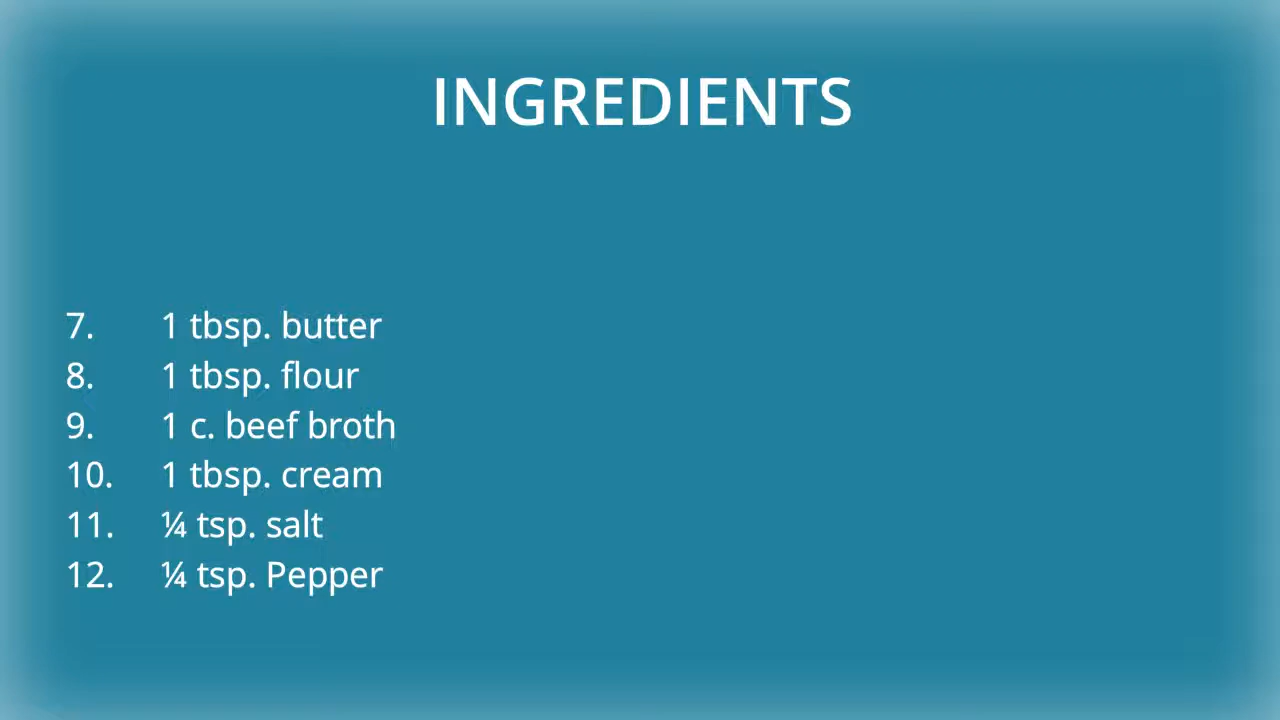 INGREDIENTS
7. 1 tbsp. butter
8. 1 tbsp. flour
9. 1 c. beef broth
10. 1 tbsp. cream
11. ¼ tsp. salt
12. ¼ tsp. Pepper